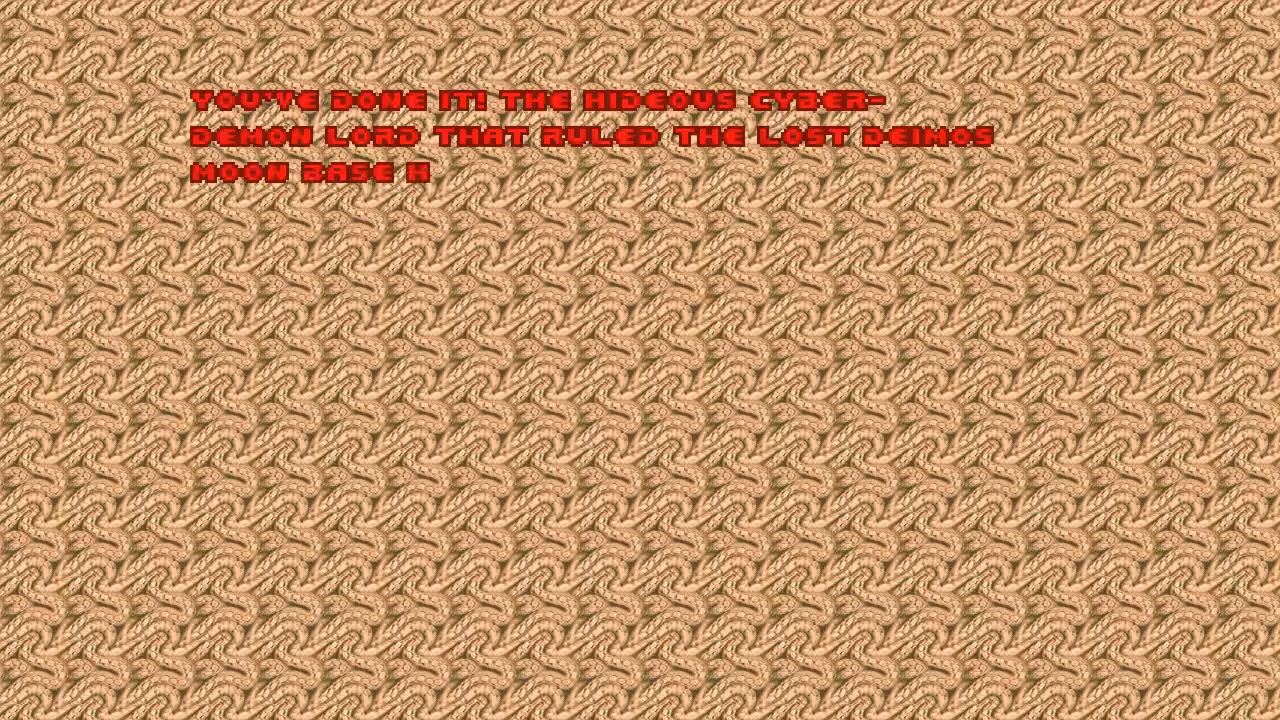 YOU'VE DONE IT! THE HIDEOUS CYBER-
DEMON LORD THAT RULED THE LOST DEIMOS
MOON BASE H